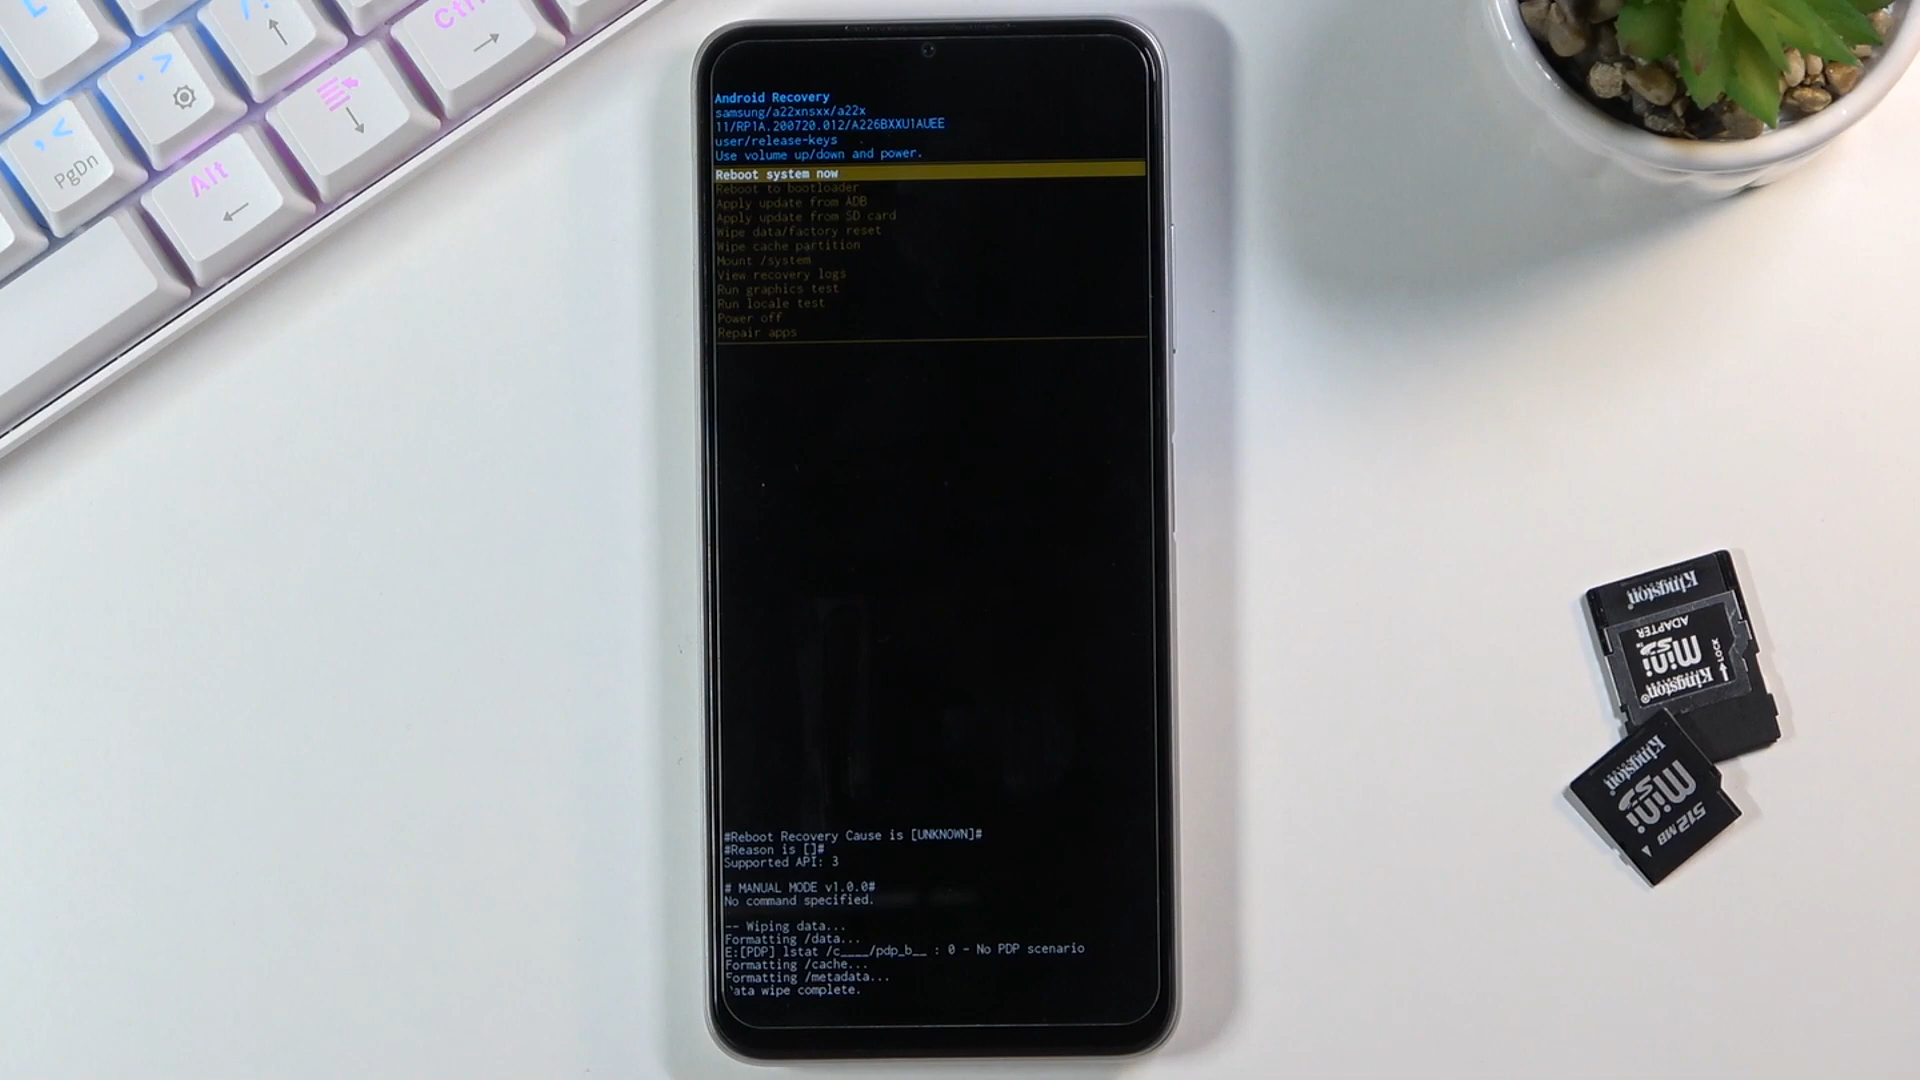 L
Ctrl
PgDn
Alt
Android Recovery
samsung/a22xnsxx/a22x
11/RP1A.200720.012/A226BXXU1AUEE
user/release-keys
Use volume up/down and power.
Reboot system now
Reboot to bootloader
Apply update from ADB
Apply update from SD card
Wipe data/factory reset
Wipe cache partition
Mount /system
View recovery logs
Run graphics test
Run locale test
Power off
Repair apps
#Reboot Recovery Cause is [UNKNOWN]#
#Reason is []#
Supported API: 3
# MANUAL MODE v1.0.0#
No command specified.
-- Wiping data...
Formatting /data...
E:[PDP] lstat /c____/pdp_b__ : 0 - No PDP scenario
Formatting /cache...
Formatting /metadata...
Data wipe complete.
Kingston
ADAPTER
mini
SD
LOCK
Kingston
Kingston
mini
SD
512 MB